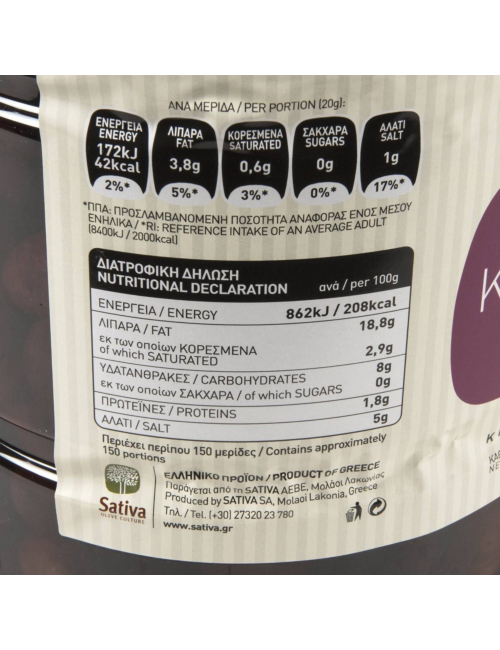 ΑΝΑ ΜΕΡΙΔΑ / PER PORTION (20g):
ΕΝΕΡΓΕΙΑ
ENERGY
172kJ
42kcal
2%*
ΛΙΠΑΡΑ
FAT
3,8g
5%*
ΚΟΡΕΣΜΕΝΑ
SATURATED
0,6g
3%*
ΣΑΚΧΑΡΑ
SUGARS
0g
0%*
ΑΛΑΤΙ
SALT
1g
17%*
*ΠΠΑ: ΠΡΟΣΛΑΜΒΑΝΟΜΕΝΗ ΠΟΣΟΤΗΤΑ ΑΝΑΦΟΡΑΣ ΕΝΟΣ ΜΕΣΟΥ
ΕΝΗΛΙΚΑ / *RI: REFERENCE INTAKE OF AN AVERAGE ADULT
(8400kJ / 2000kcal)
ΔΙΑΤΡΟΦΙΚΗ ΔΗΛΩΣΗ
NUTRITIONAL DECLARATION ανά / per 100g
ΕΝΕΡΓΕΙΑ / ENERGY 862kJ / 208kcal
ΛΙΠΑΡΑ / FAT 18,8g
εκ των οποίων ΚΟΡΕΣΜΕΝΑ
of which SATURATED 2,9g
ΥΔΑΤΑΝΘΡΑΚΕΣ / CARBOHYDRATES 8g
εκ των οποίων ΣΑΚΧΑΡΑ / of which SUGARS 0g
ΠΡΩΤΕΪΝΕΣ / PROTEINS 1,8g
ΑΛΑΤΙ / SALT 5g
Περιέχει περίπου 150 μερίδες / Contains approximately
150 portions
ΕΛΛΗΝΙΚΟ ΠΡΟΪΟΝ / PRODUCT OF GREECE
Παράγεται από τη SATIVA ΑΕΒΕ, Μολάοι Λακωνίας
Produced by SATIVA SA, Molaoi Lakonia, Greece
Τηλ. / Tel. (+30) 27320 23 780
www.sativa.gr
Sativa
OLIVE CULTURE